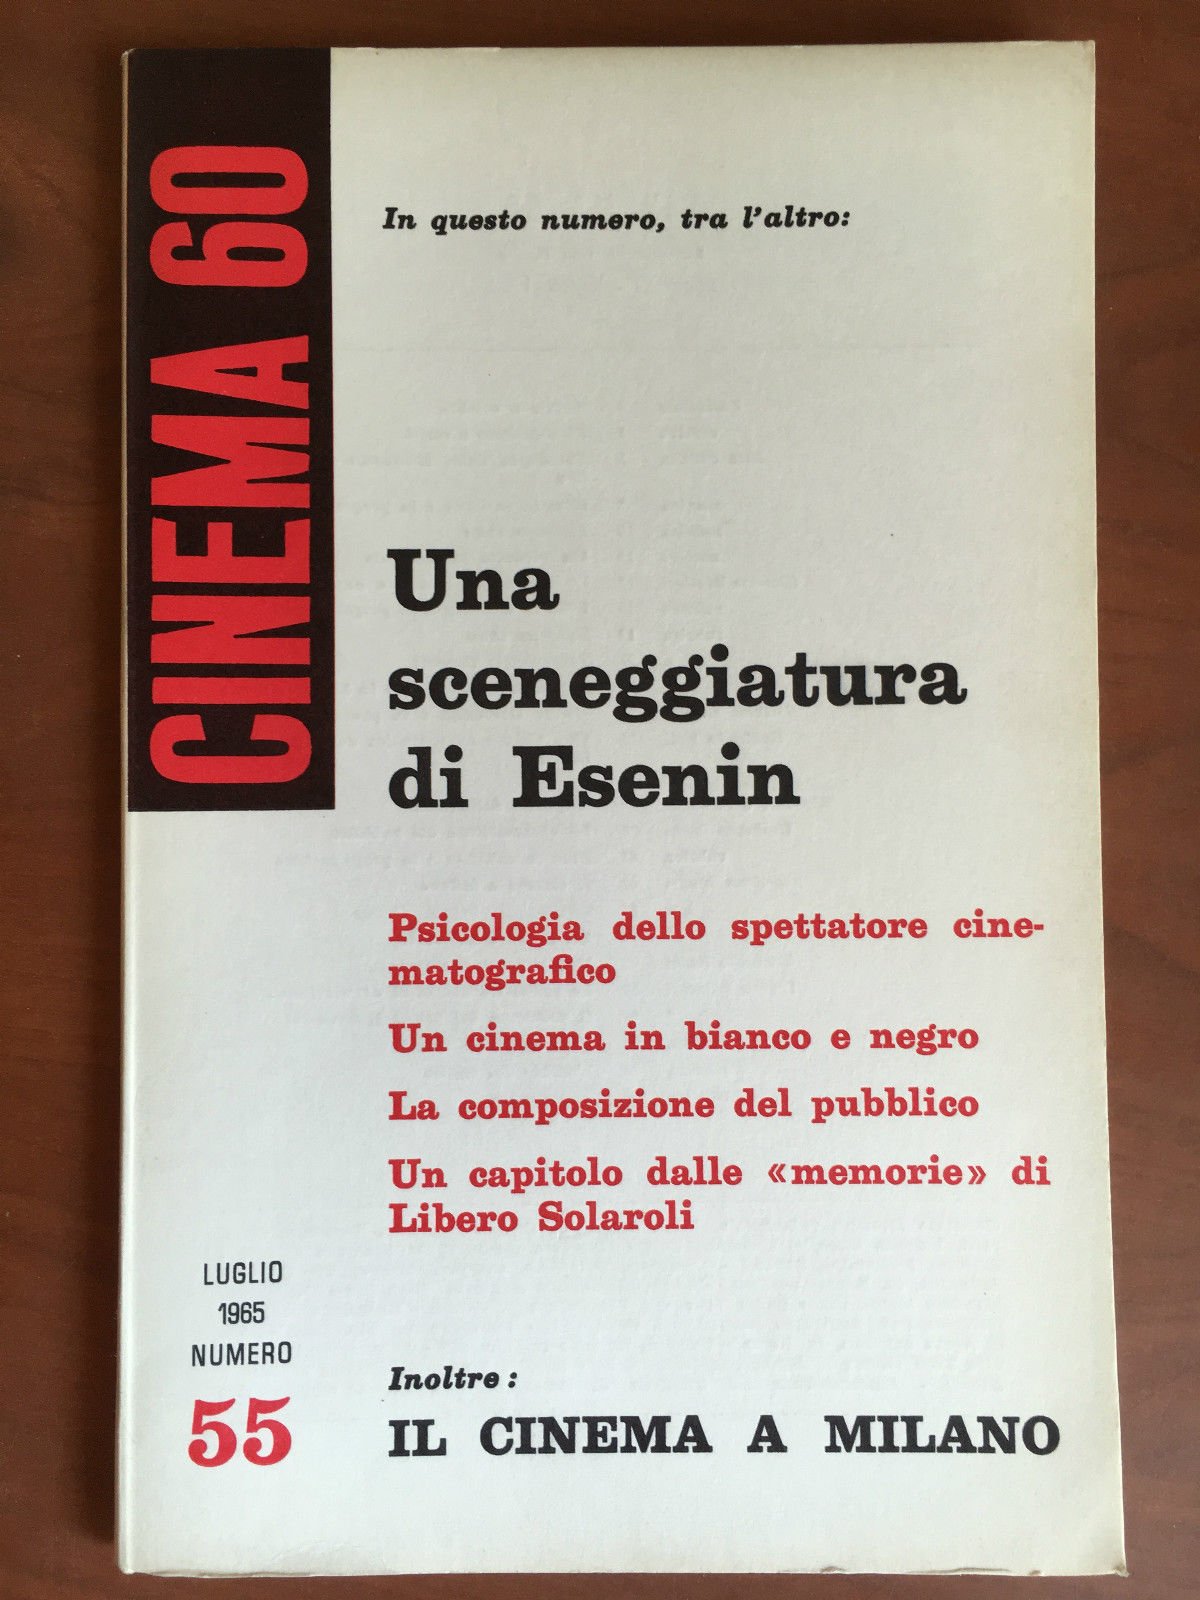 CINEMA 60
In questo numero, tra l'altro:
Una
sceneggiatura
di Esenin
Psicologia dello spettatore cine-
matografico
Un cinema in bianco e negro
La composizione del pubblico
Un capitolo dalle «memorie» di
Libero Solaroli
LUGLIO
1965
NUMERO
55
Inoltre:
IL CINEMA A MILANO